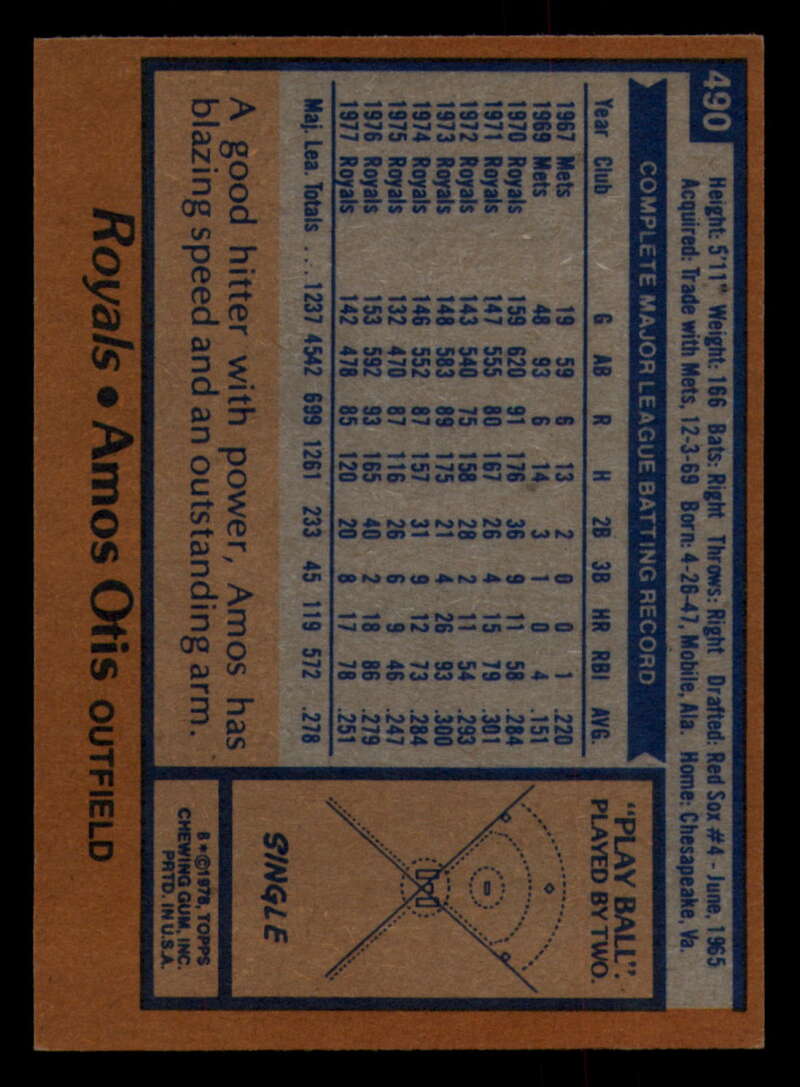 490
Height: 5'11" Weight: 166 Bats: Right Throws: Right Drafted: Red Sox #4 - June, 1965
Acquired: Trade with Mets, 12-3-69 Born: 4-26-47, Mobile, Ala. Home: Chesapeake, Va.
COMPLETE MAJOR LEAGUE BATTING RECORD
Year Club G AB R H 2B 3B HR RBI AVG.
1967 Mets 19 59 6 13 2 0 0 1 .220
1969 Mets 48 93 6 14 3 1 0 4 .151
1970 Royals 159 620 91 176 36 9 11 58 .284
1971 Royals 147 555 80 167 26 4 15 79 .301
1972 Royals 143 540 75 158 28 2 11 54 .293
1973 Royals 148 583 89 175 21 4 26 93 .300
1974 Royals 146 552 87 157 31 9 12 73 .284
1975 Royals 132 470 87 116 26 6 9 46 .247
1976 Royals 153 592 93 165 40 2 18 86 .279
1977 Royals 142 478 85 120 20 8 17 78 .251
Maj. Lea. Totals ... 1237 4542 699 1261 233 45 119 572 .278
A good hitter with power, Amos has
blazing speed and an outstanding arm.
"PLAY BALL":
PLAYED BY TWO.
SINGLE
B*©1978, TOPPS
CHEWING GUM, INC.
PRTD. IN U.S.A.
Royals • Amos Otis OUTFIELD